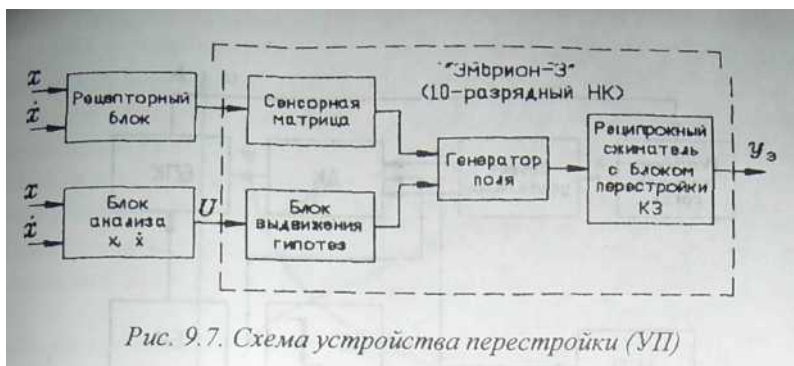 "Эмбрион-3"
(10-разрядный НК)
x
ẋ
Рецепторный
блок
Сенсорная
матрица
Генератор
поля
Реципрокный
сжиматель
с блоком
перестройки
КЗ
yэ
x
ẋ
Блок
анализа
x, ẋ
U
Блок
выдвижения
гипотез
Рис. 9.7. Схема устройства перестройки (УП)